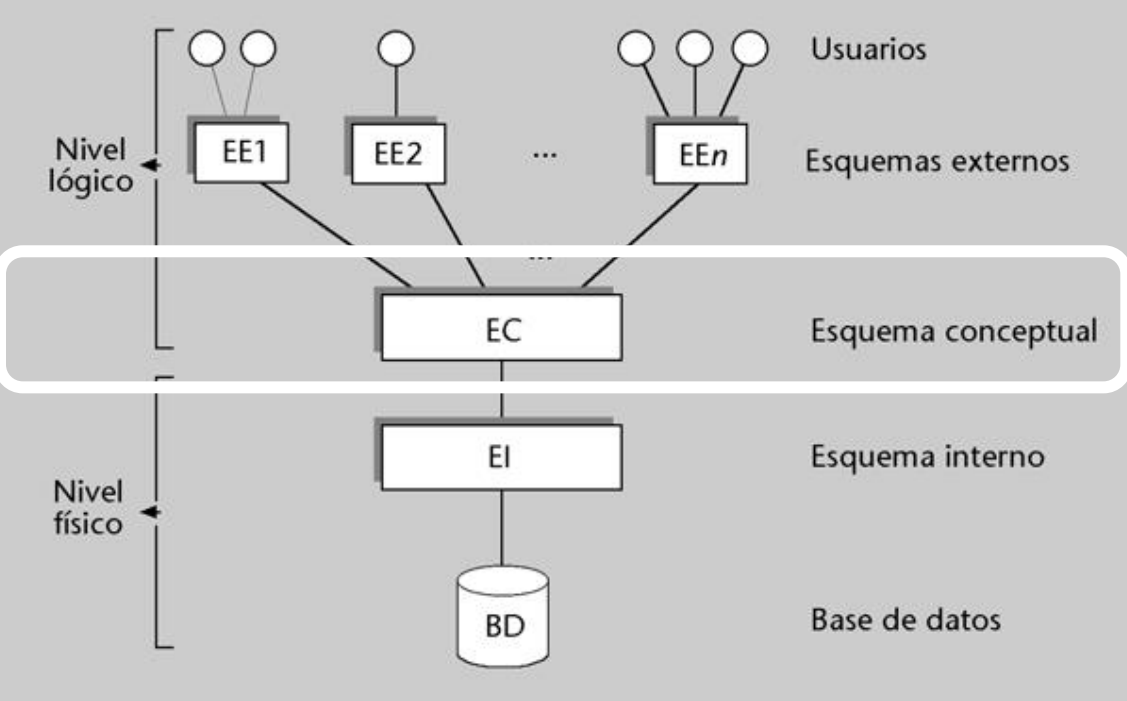 Usuarios
EE1 EE2 ... EEn Esquemas externos
Nivel
lógico
...
EC Esquema conceptual
EI Esquema interno
Nivel
físico
BD Base de datos